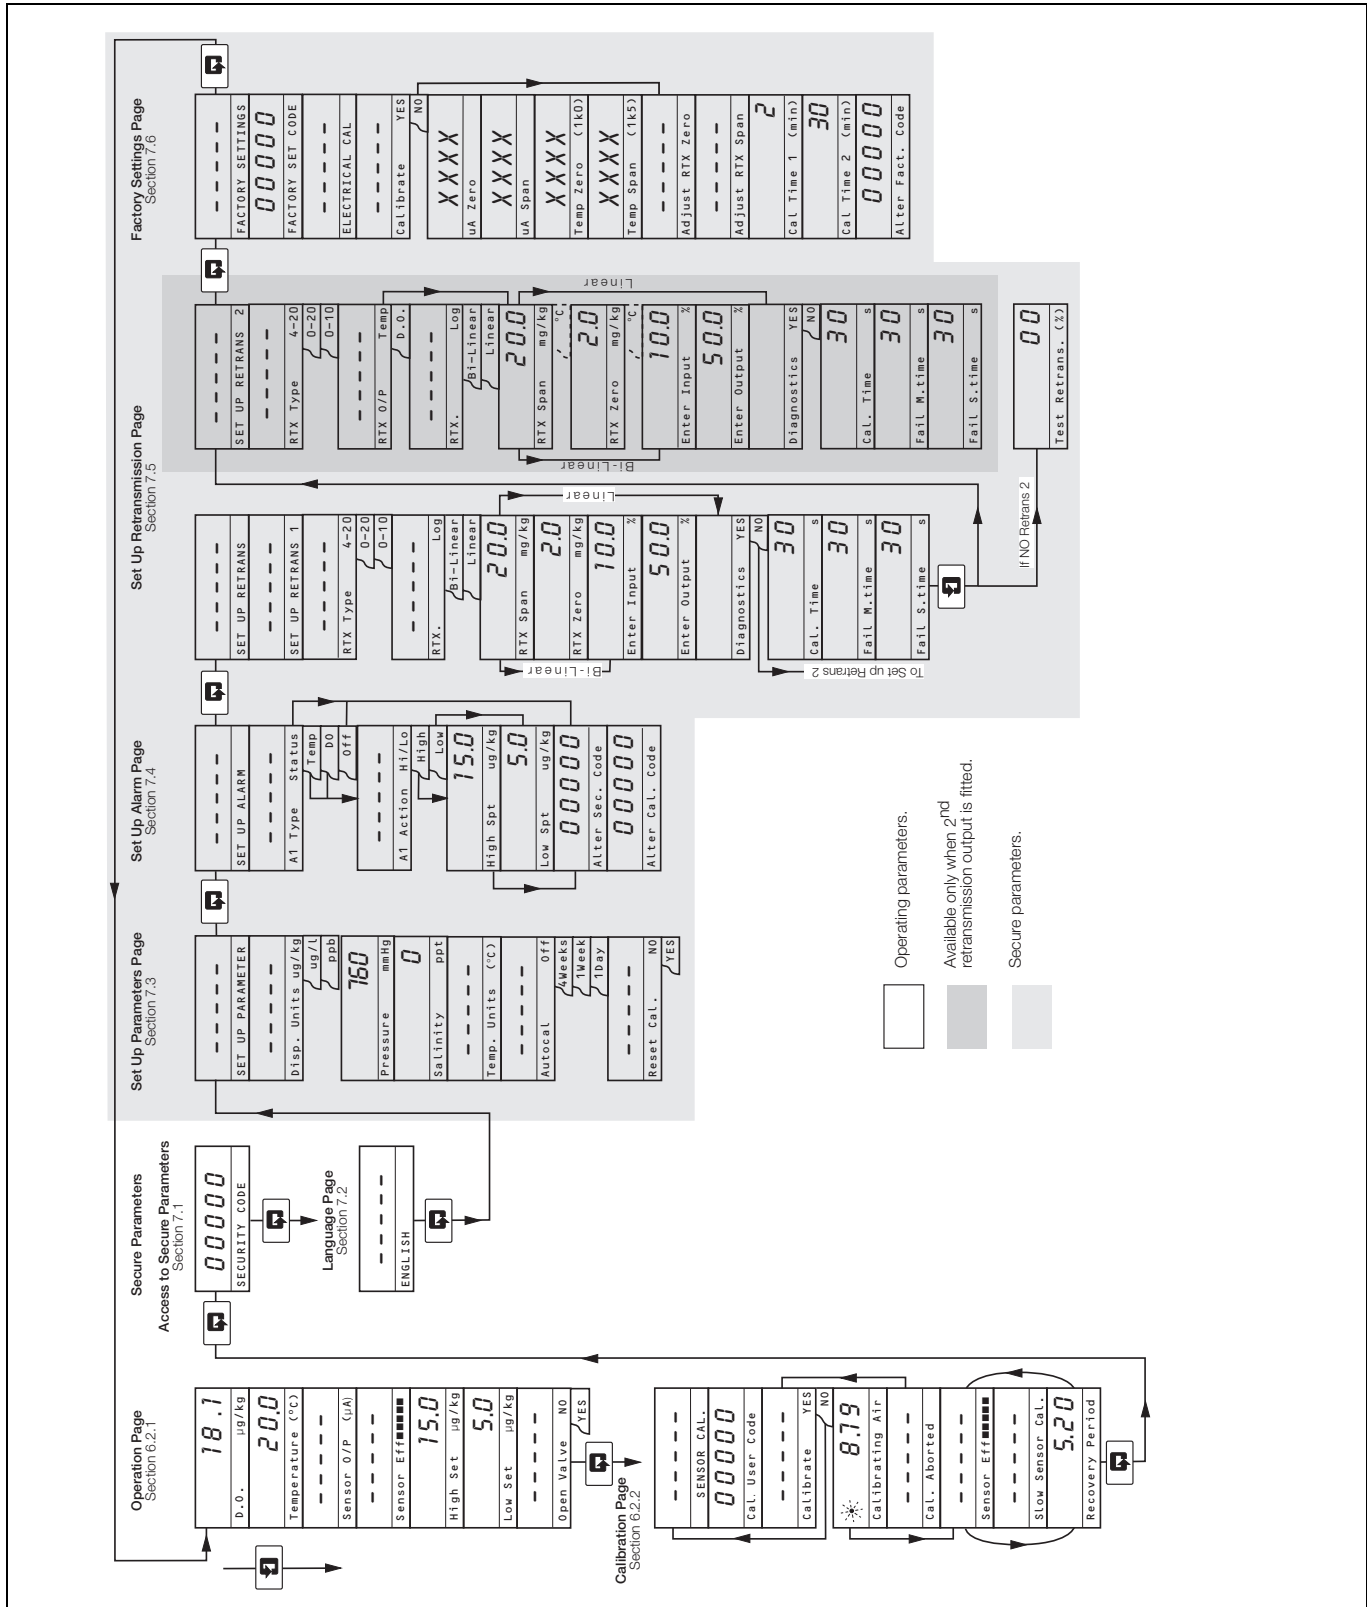 Operation Page
Section 6.2.1
18.1
D.O. µg/kg
20.0
Temperature (°C)
-----
Sensor O/P (µA)
-----
Sensor Eff■■■■■
15.0
High Set µg/kg
5.0
Low Set µg/kg
-----
Open Valve NO
YES
Calibration Page
Section 6.2.2
-----
SENSOR CAL.
00000
Cal. User Code
-----
Calibrate YES
NO
8.19
Calibrating Air
-----
Cal. Aborted
-----
Sensor Eff■■■■■
-----
Slow Sensor Cal.
5.20
Recovery Period
Secure Parameters
Access to Secure Parameters
Section 7.1
00000
SECURITY CODE
Language Page
Section 7.2
-----
ENGLISH
Set Up Parameters Page
Section 7.3
-----
SET UP PARAMETER
-----
Disp. Units ug/kg
ug/l
ppb
760
Pressure mmHg
0
Salinity ppt
-----
Temp. Units (°C)
-----
Autocal Off
4Weeks
1Week
1Day
-----
Reset Cal. NO
YES
Set Up Alarm Page
Section 7.4
-----
SET UP ALARM
-----
A1 Type Status
Temp
DO
Off
-----
A1 Action Hi/Lo
High
Low
15.0
High Spt ug/kg
5.0
Low Spt ug/kg
00000
Alter Sec. Code
00000
Alter Cal. Code
Set Up Retransmission Page
Section 7.5
-----
SET UP RETRANS
-----
SET UP RETRANS 1
-----
RTX Type 4-20
0-20
0-10
-----
RTX. Log
Bi-Linear
Linear
20.0
RTX Span mg/kg
2.0
RTX Zero mg/kg
10.0
Enter Input %
50.0
Enter Output %
Bi-Linear
Linear
-----
Diagnostics YES
NO
30
Cal. Time s
30
Fail M.time s
30
Fail S.time s
To Set up Retrans 2
If NO Retrans 2
-----
SET UP RETRANS 2
-----
RTX Type 4-20
0-20
0-10
-----
RTX O/P Temp
D.O.
-----
RTX. Log
Bi-Linear
Linear
20.0
RTX Span mg/kg
°C
2.0
RTX Zero mg/kg
°C
10.0
Enter Input %
50.0
Enter Output %
Bi-Linear
Linear
Diagnostics YES
NO
30
Cal. Time s
30
Fail M.time s
30
Fail S.time s
00
Test Retrans. (%)
Factory Settings Page
Section 7.6
-----
FACTORY SETTINGS
00000
FACTORY SET CODE
-----
ELECTRICAL CAL
-----
Calibrate YES
NO
XXXX
uA Zero
XXXX
uA Span
XXXX
Temp Zero (1k0)
XXXX
Temp Span (1k5)
-----
Adjust RTX Zero
-----
Adjust RTX Span
2
Cal Time 1 (min)
30
Cal Time 2 (min)
00000
Alter Fact. Code
Operating parameters.
Available only when 2nd
retransmission output is fitted.
Secure parameters.